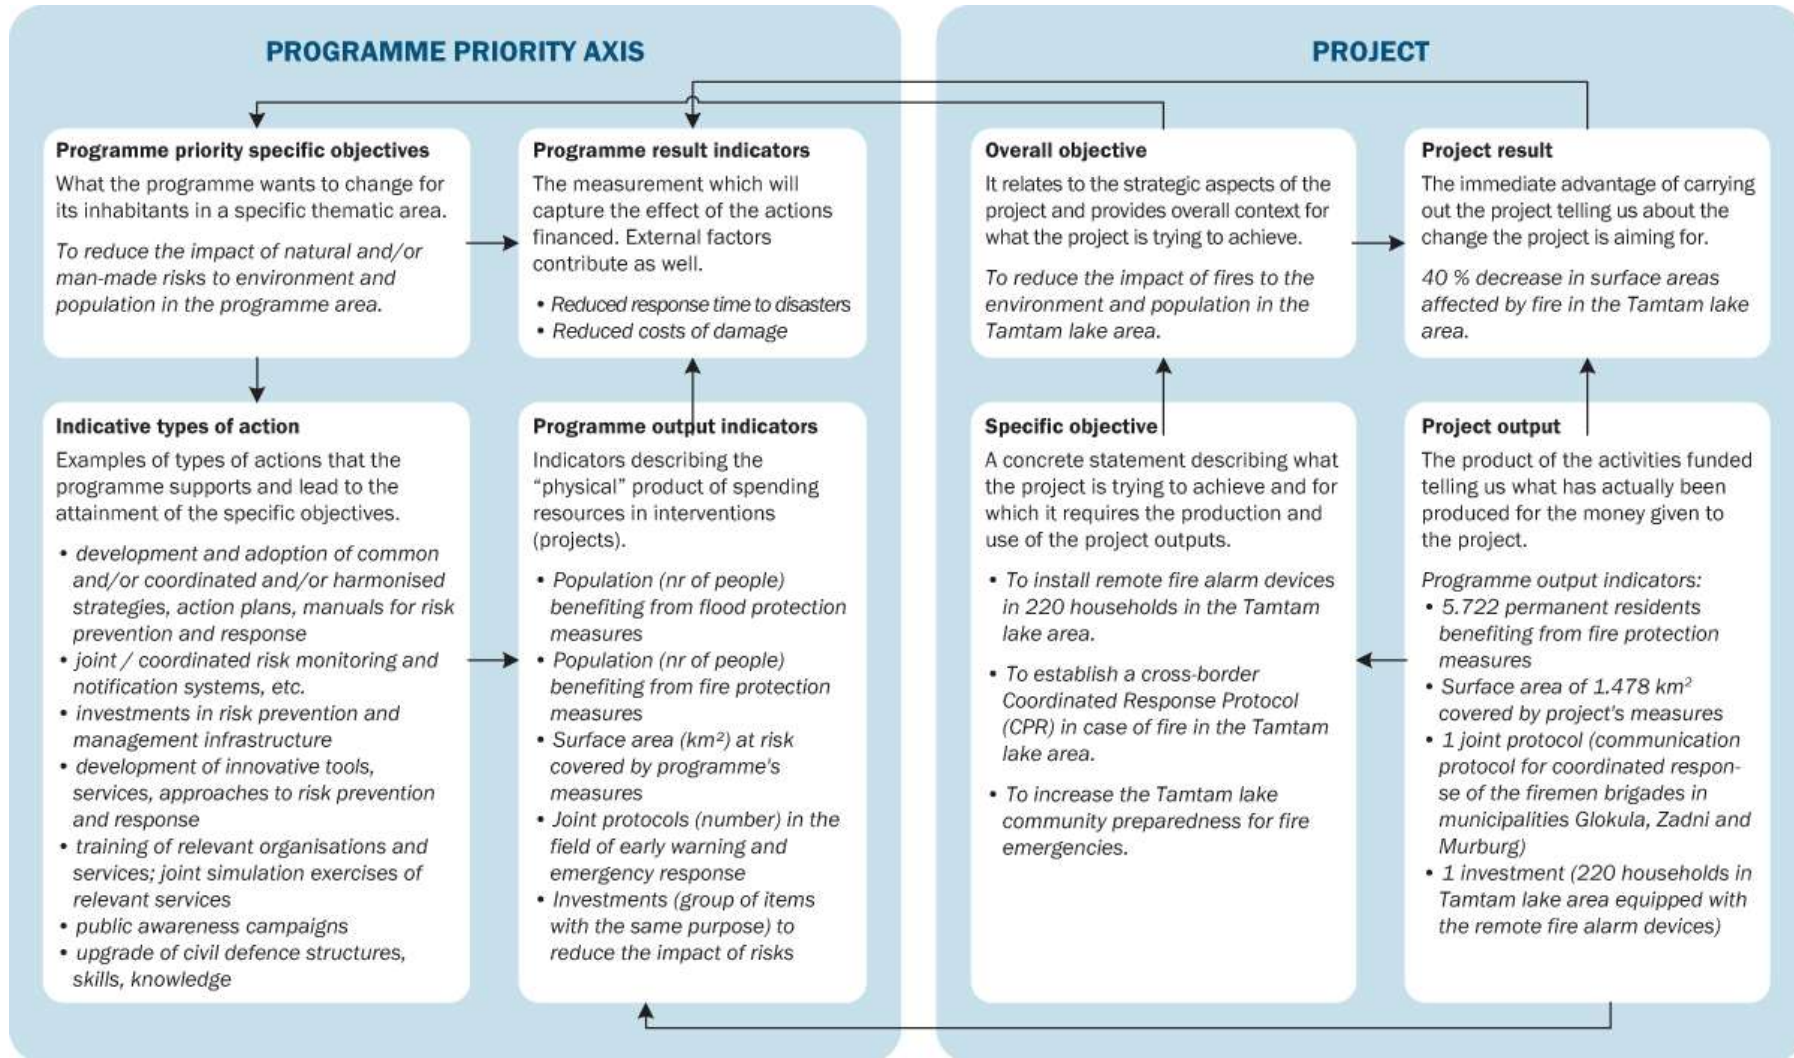 PROGRAMME PRIORITY AXIS
Programme priority specific objectives
What the programme wants to change for
its inhabitants in a specific thematic area.
To reduce the impact of natural and/or
man-made risks to environment and
population in the programme area.
Programme result indicators
The measurement which will
capture the effect of the actions
financed. External factors
contribute as well.
• Reduced response time to disasters
• Reduced costs of damage
Indicative types of action
Examples of types of actions that the
programme supports and lead to the
attainment of the specific objectives.
• development and adoption of common
and/or coordinated and/or harmonised
strategies, action plans, manuals for risk
prevention and response
• joint / coordinated risk monitoring and
notification systems, etc.
• investments in risk prevention and
management infrastructure
• development of innovative tools,
services, approaches to risk prevention
and response
• training of relevant organisations and
services; joint simulation exercises of
relevant services
• public awareness campaigns
• upgrade of civil defence structures,
skills, knowledge
Programme output indicators
Indicators describing the
“physical” product of spending
resources in interventions
(projects).
• Population (nr of people)
benefiting from flood protection
measures
• Population (nr of people)
benefiting from fire protection
measures
• Surface area (km²) at risk
covered by programme's
measures
• Joint protocols (number) in the
field of early warning and
emergency response
• Investments (group of items
with the same purpose) to
reduce the impact of risks
PROJECT
Overall objective
It relates to the strategic aspects of the
project and provides overall context for
what the project is trying to achieve.
To reduce the impact of fires to the
environment and population in the
Tamtam lake area.
Project result
The immediate advantage of carrying
out the project telling us about the
change the project is aiming for.
40 % decrease in surface areas
affected by fire in the Tamtam lake
area.
Specific objective
A concrete statement describing what
the project is trying to achieve and for
which it requires the production and
use of the project outputs.
• To install remote fire alarm devices
in 220 households in the Tamtam
lake area.
• To establish a cross-border
Coordinated Response Protocol
(CPR) in case of fire in the Tamtam
lake area.
• To increase the Tamtam lake
community preparedness for fire
emergencies.
Project output
The product of the activities funded
telling us what has actually been
produced for the money given to
the project.
Programme output indicators:
• 5.722 permanent residents
benefiting from fire protection
measures
• Surface area of 1.478 km²
covered by project's measures
• 1 joint protocol (communication
protocol for coordinated respon-
se of the firemen brigades in
municipalities Glokula, Zadni and
Murburg)
• 1 investment (220 households in
Tamtam lake area equipped with
the remote fire alarm devices)